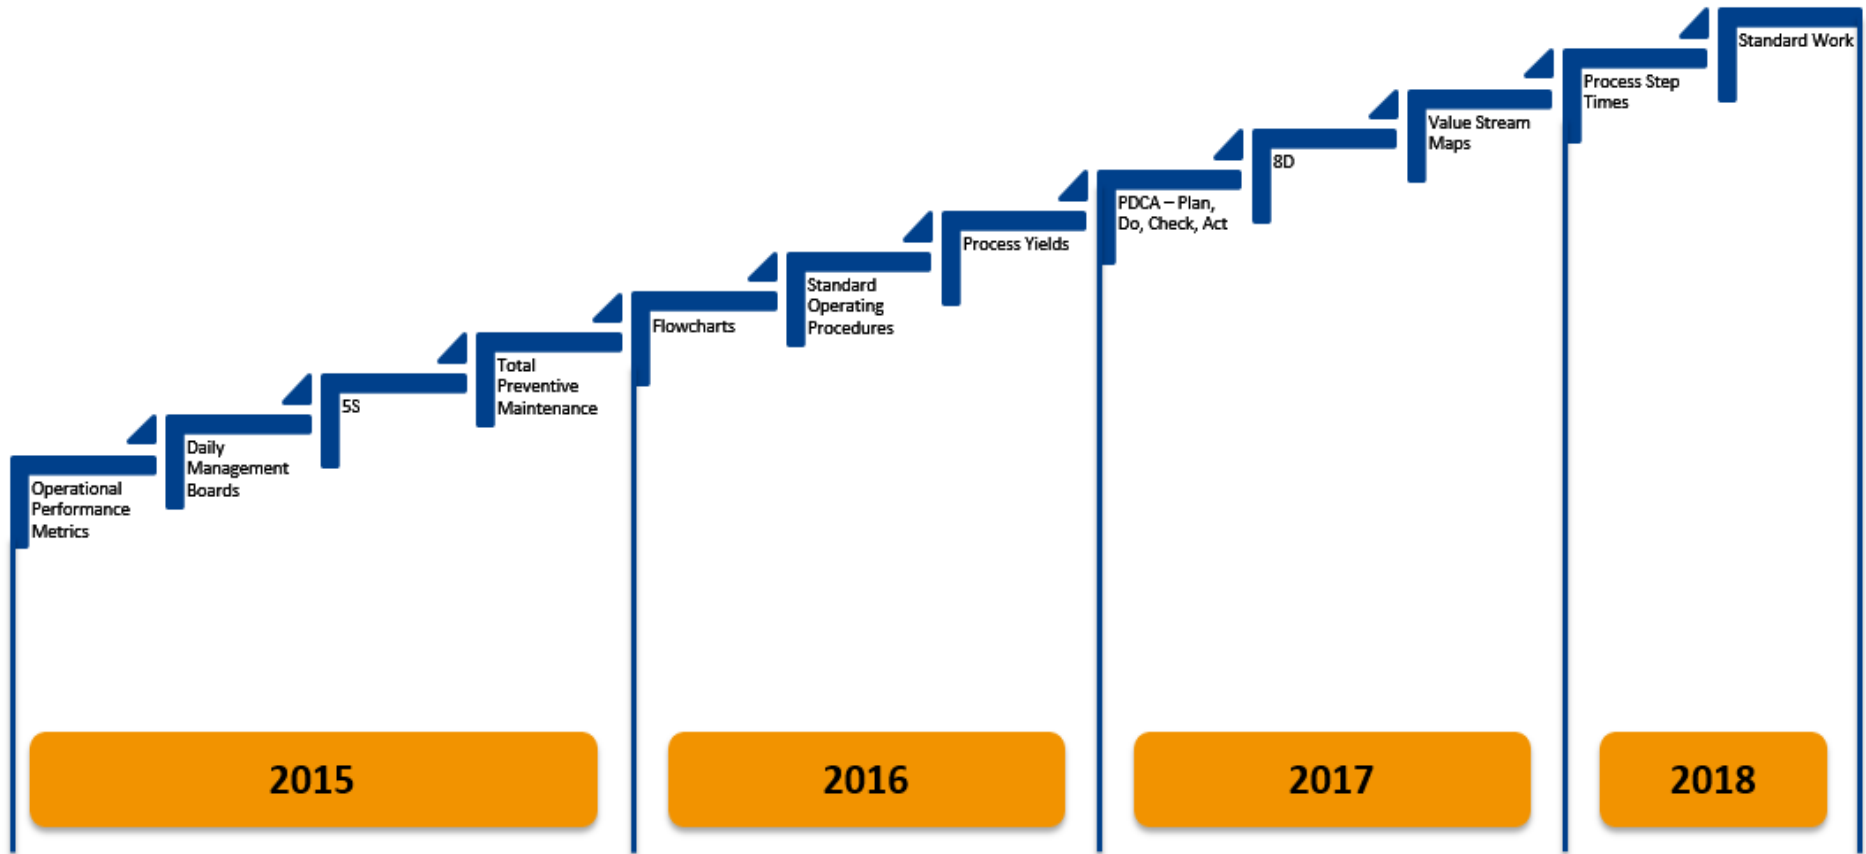 Operational
Performance
Metrics
Daily
Management
Boards
5S
Total
Preventive
Maintenance
Flowcharts
Standard
Operating
Procedures
Process Yields
PDCA – Plan,
Do, Check, Act
8D
Value Stream
Maps
Process Step
Times
Standard Work
2015
2016
2017
2018